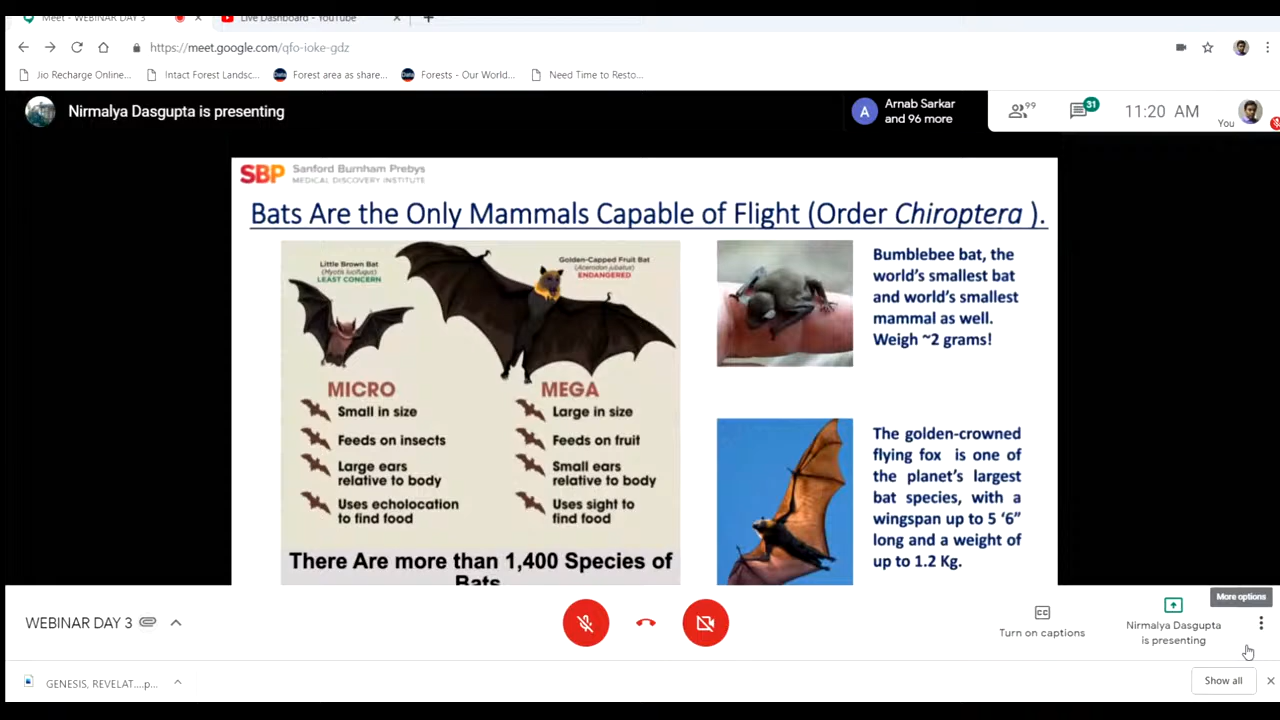 Meet - WEBINAR DAY 3
Live Dashboard - YouTube
https://meet.google.com/qfo-ioke-gdz
Jio Recharge Online...
Intact Forest Landsc...
Forest area as share...
Forests - Our World...
Need Time to Resto...
Nirmalya Dasgupta is presenting
A
Arnab Sarkar
and 96 more
99
31
11:20 AM
You
SBP
Sanford Burnham Prebys
MEDICAL DISCOVERY INSTITUTE
Bats Are the Only Mammals Capable of Flight (Order Chiroptera ).
Little Brown Bat
(Myotis lucifugus)
LEAST CONCERN
Golden-Capped Fruit Bat
(Acerodon jubatus)
ENDANGERED
MICRO
Small in size
Feeds on insects
Large ears
relative to body
Uses echolocation
to find food
MEGA
Large in size
Feeds on fruit
Small ears
relative to body
Uses sight to
find food
There Are more than 1,400 Species of
Bats
Bumblebee bat, the
world's smallest bat
and world's smallest
mammal as well.
Weigh ~2 grams!
The golden-crowned
flying fox is one of
the planet's largest
bat species, with a
wingspan up to 5 '6"
long and a weight of
up to 1.2 Kg.
More options
WEBINAR DAY 3
Turn on captions
Nirmalya Dasgupta
is presenting
GENESIS, REVELAT....p...
Show all